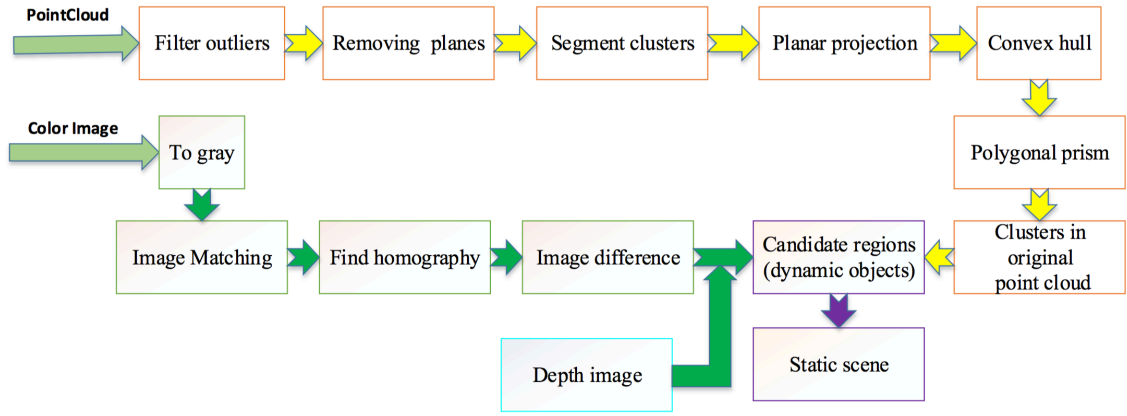 PointCloud
Filter outliers
Removing planes
Segment clusters
Planar projection
Convex hull
Color Image
To gray
Polygonal prism
Image Matching
Find homography
Image difference
Candidate regions
(dynamic objects)
Clusters in
original
point cloud
Depth image
Static scene